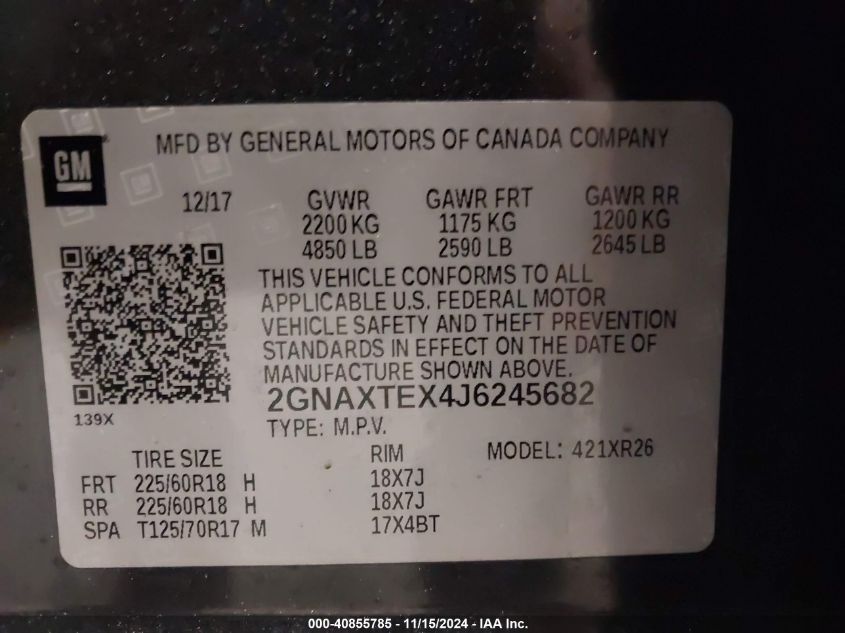 GM
MFD BY GENERAL MOTORS OF CANADA COMPANY
12/17 GVWR GAWR FRT GAWR RR
2200 KG 1175 KG 1200 KG
4850 LB 2590 LB 2645 LB
THIS VEHICLE CONFORMS TO ALL
APPLICABLE U.S. FEDERAL MOTOR
VEHICLE SAFETY AND THEFT PREVENTION
STANDARDS IN EFFECT ON THE DATE OF
MANUFACTURE SHOWN ABOVE.
139X
2GNAXTEX4J6245682
TYPE: M.P.V.
TIRE SIZE RIM MODEL: 421XR26
FRT 225/60R18 H 18X7J
RR 225/60R18 H 18X7J
SPA T125/70R17 M 17X4BT
000-40855785 - 11/15/2024 - IAA Inc.